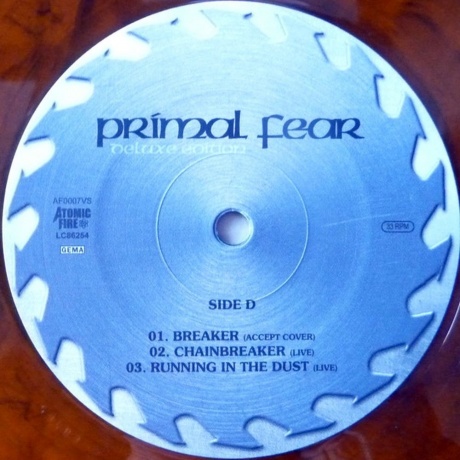 primal fear
deluxe edition
AF0007VS
ATOMIC
FIRE
LC86264
GEMA
33 RPM
SIDE D
01. BREAKER (ACCEPT COVER)
02. CHAINBREAKER (LIVE)
03. RUNNING IN THE DUST (LIVE)